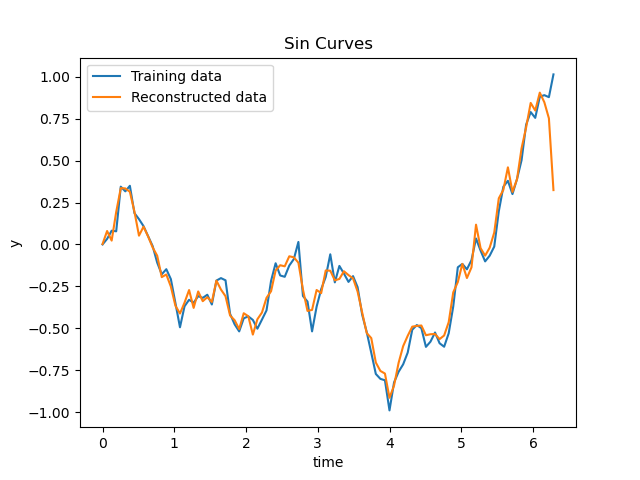 Sin Curves
Training data
Reconstructed data
1.00
0.75
0.50
0.25
0.00
−0.25
−0.50
−0.75
−1.00
y
0 1 2 3 4 5 6
time